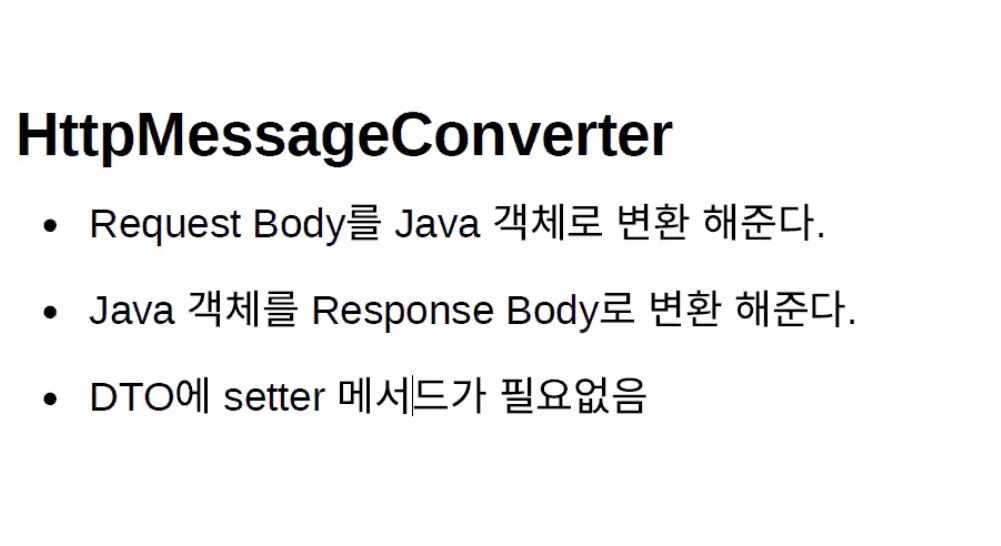 HttpMessageConverter
• Request Body를 Java 객체로 변환 해준다.
• Java 객체를 Response Body로 변환 해준다.
• DTO에 setter 메서드가 필요없음